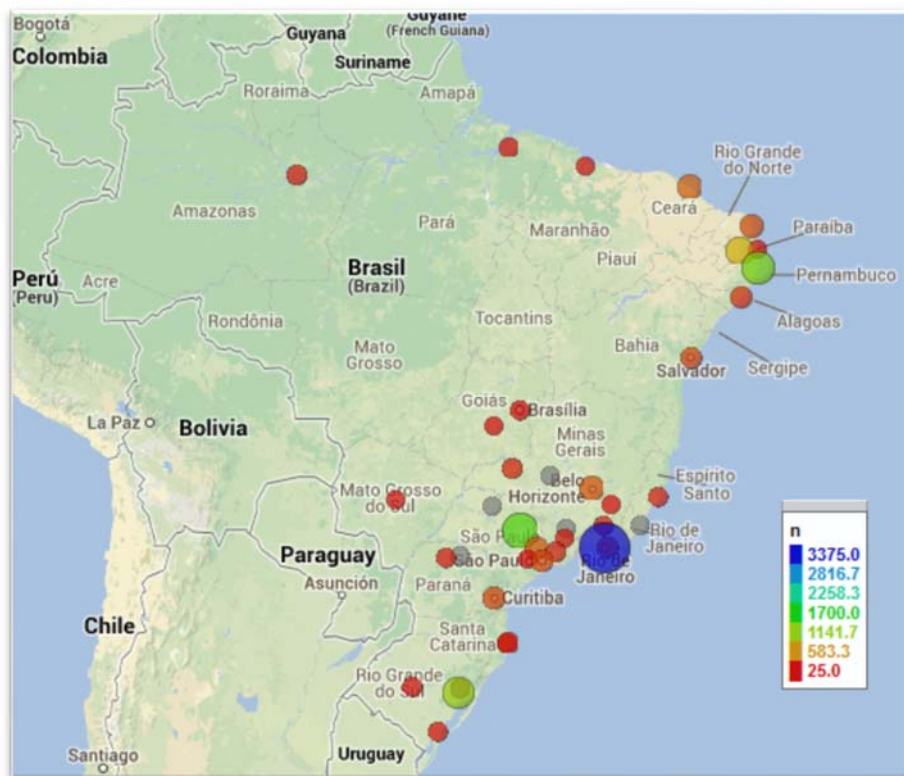 Bogotá
Colombia
Guyana
Guyane
(French Guiana)
Suriname
Roraima
Amapá
Rio Grande
do Norte
Ceará
Amazonas
Pará
Maranhão
Paraíba
Piauí
Perú
(Peru)
Acre
Brasil
(Brazil)
Pernambuco
Rondônia
Tocantins
Alagoas
Mato
Grosso
Bahia
Salvador
Sergipe
Goiás
Brasília
La Paz
Bolivia
Minas
Gerais
Belo
Horizonte
Espírito
Santo
Mato Grosso
do Sul
São Paulo
Rio de
Janeiro
Paraguay
São Paulo
Rio de
Janeiro
Asunción
Paraná
Curitiba
Chile
Santa
Catarina
Rio Grande
do Sul
Uruguay
Santiago
n
3375.0
2816.7
2258.3
1700.0
1141.7
583.3
25.0